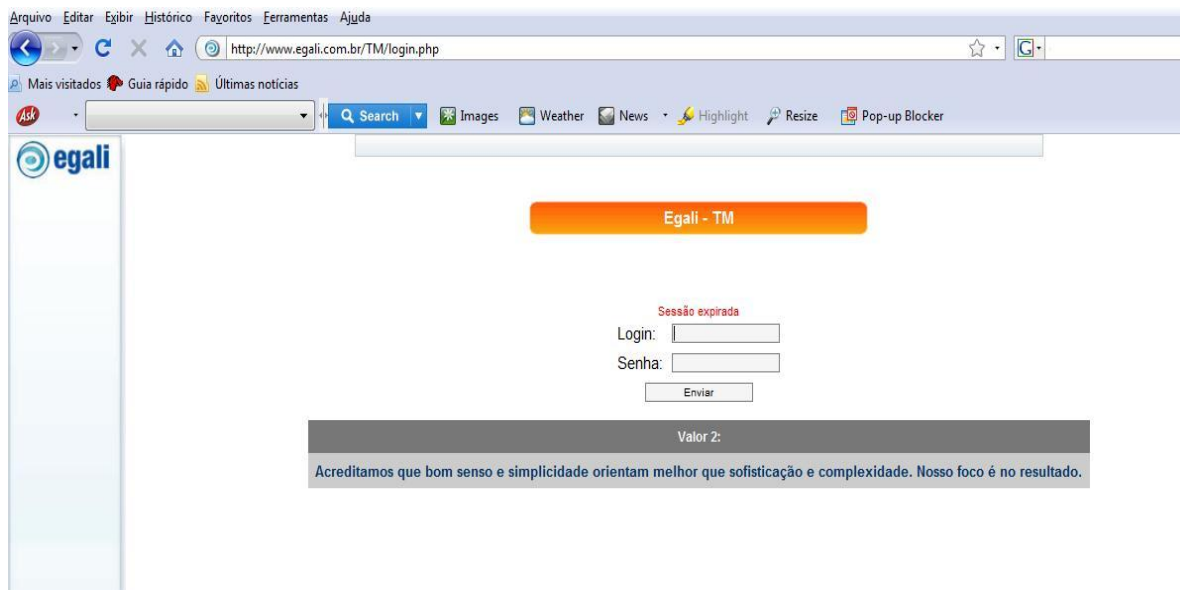 Arquivo Editar Exibir Histórico Favoritos Ferramentas Ajuda
http://www.egali.com.br/TM/login.php
G
Mais visitados Guia rápido Últimas notícias
Ask Search Images Weather News Highlight Resize Pop-up Blocker
egali
Egali - TM
Sessão expirada
Login:
Senha:
Enviar
Valor 2:
Acreditamos que bom senso e simplicidade orientam melhor que sofisticação e complexidade. Nosso foco é no resultado.